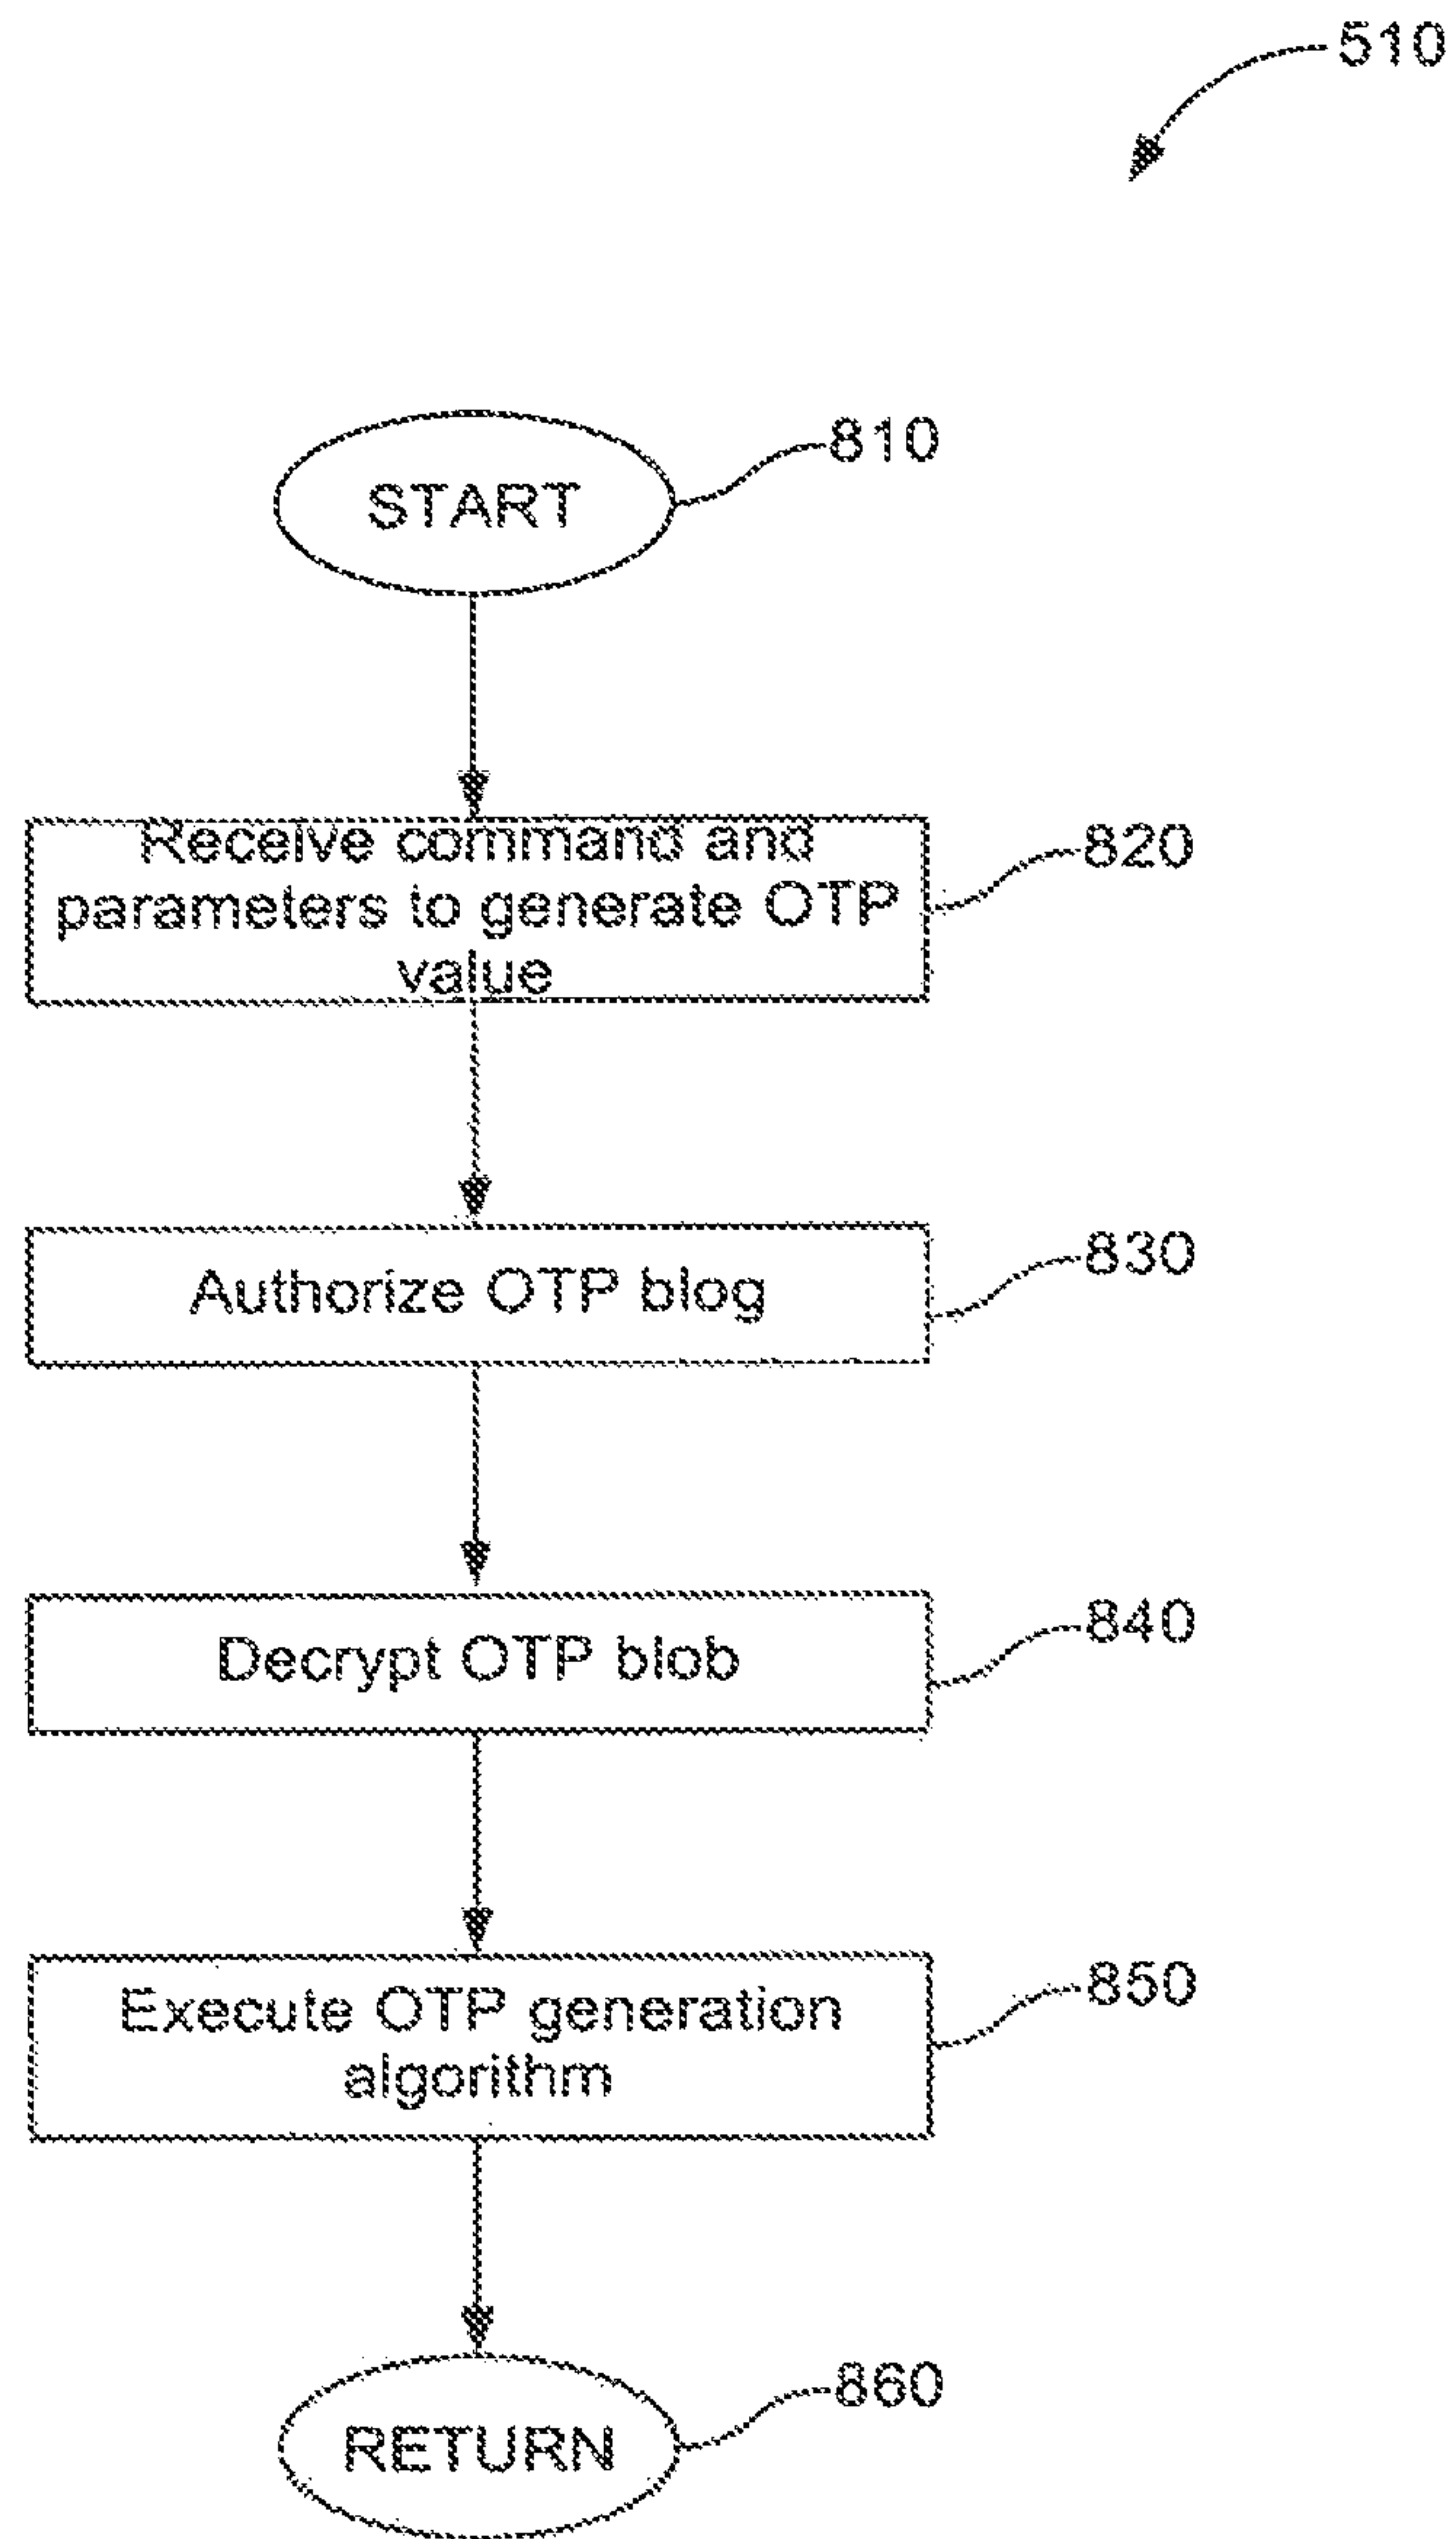 510
START
810
Receive command and
parameters to generate OTP
value
820
Authorize OTP blog
830
Decrypt OTP blob
840
Execute OTP generation
algorithm
850
RETURN
860